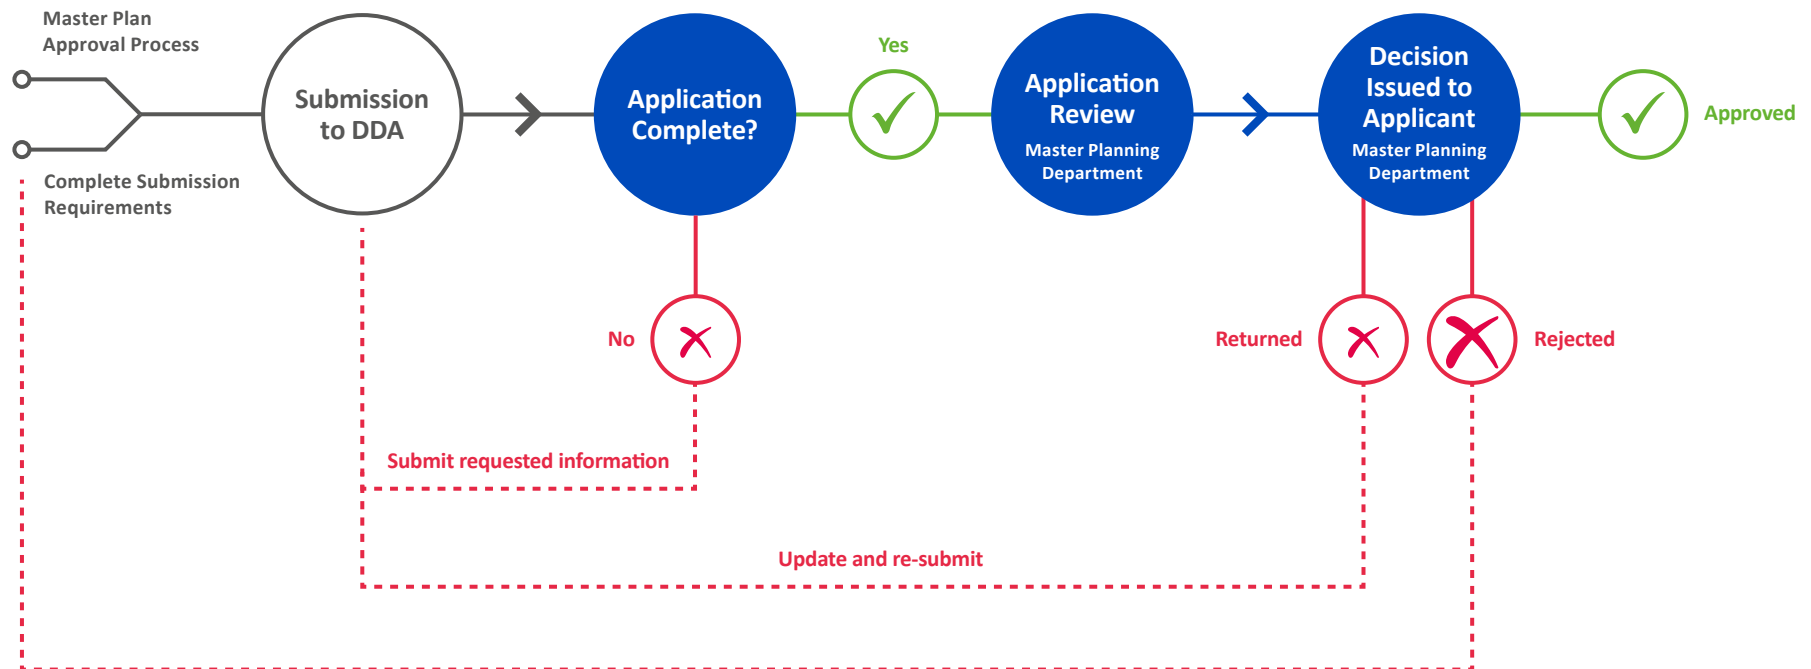 Master Plan
Approval Process
Complete Submission
Requirements
Submission
to DDA
Application
Complete?
Yes
No
Submit requested information
Application
Review
Master Planning
Department
Decision
Issued to
Applicant
Master Planning
Department
Approved
Returned
Rejected
Update and re-submit